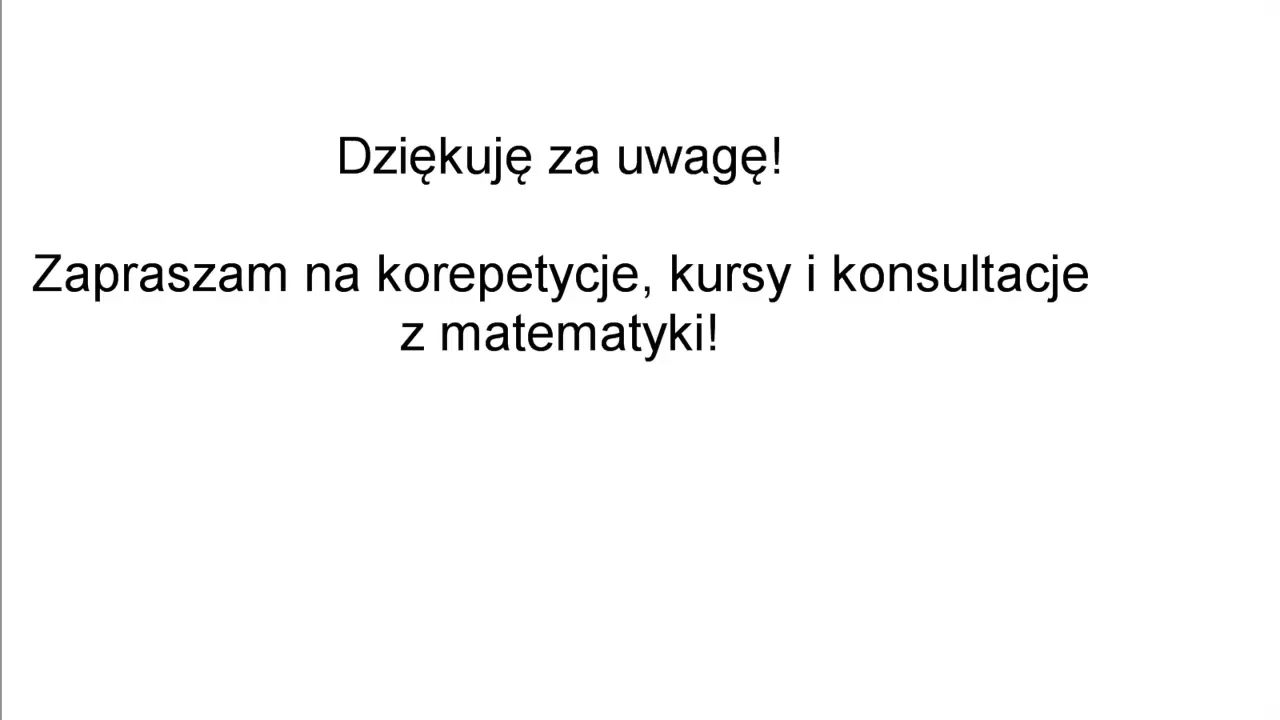 Dziękuję za uwagę!
Zapraszam na korepetycje, kursy i konsultacje
z matematyki!